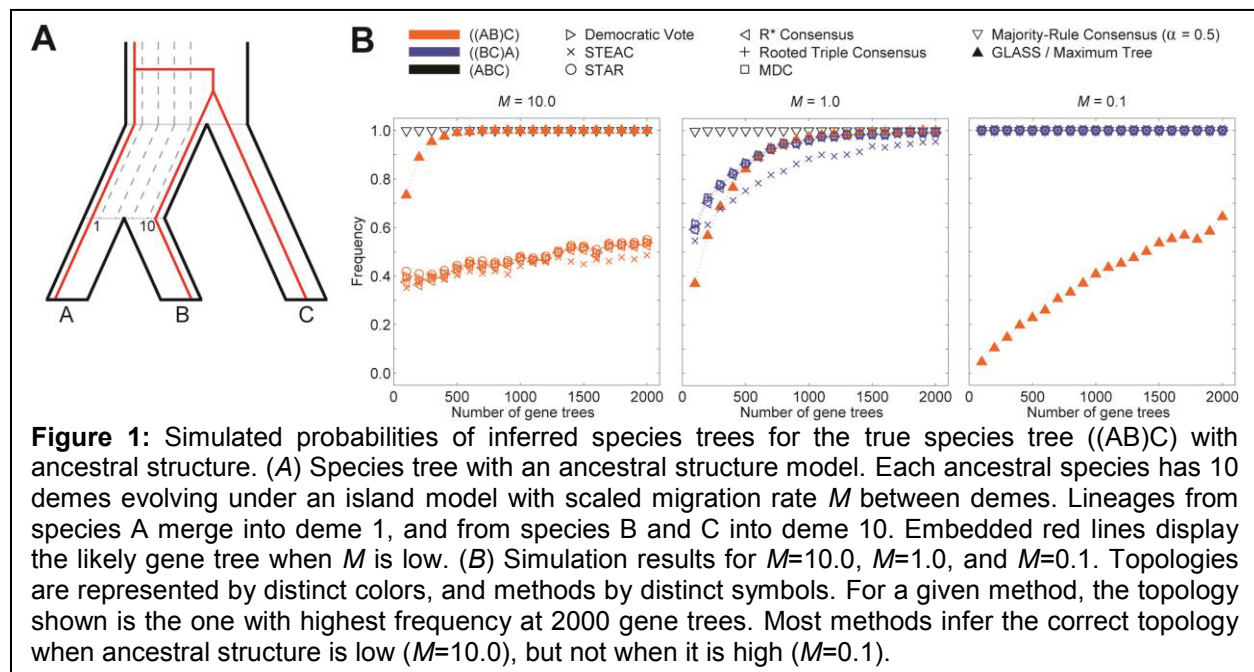 A
1
10
A
B
C
B
((AB)C)
((BC)A)
(ABC)
Democratic Vote
STEAC
STAR
R* Consensus
Rooted Triple Consensus
MDC
Majority-Rule Consensus (α = 0.5)
GLASS / Maximum Tree
M = 10.0
M = 1.0
M = 0.1
Frequency
1.0
0.8
0.6
0.4
0.2
0.0
0 500 1000 1500 2000
Number of gene trees
0 500 1000 1500 2000
Number of gene trees
0 500 1000 1500 2000
Number of gene trees
Figure 1: Simulated probabilities of inferred species trees for the true species tree ((AB)C) with
ancestral structure. (A) Species tree with an ancestral structure model. Each ancestral species has 10
demes evolving under an island model with scaled migration rate M between demes. Lineages from
species A merge into deme 1, and from species B and C into deme 10. Embedded red lines display
the likely gene tree when M is low. (B) Simulation results for M=10.0, M=1.0, and M=0.1. Topologies
are represented by distinct colors, and methods by distinct symbols. For a given method, the topology
shown is the one with highest frequency at 2000 gene trees. Most methods infer the correct topology
when ancestral structure is low (M=10.0), but not when it is high (M=0.1).